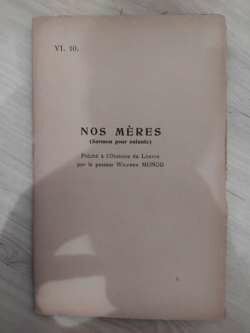 VI. 10.
NOS MÈRES
(Sermon pour enfants)
Prêché à l'Oratoire du Louvre
par le pasteur WILFRED MONOD